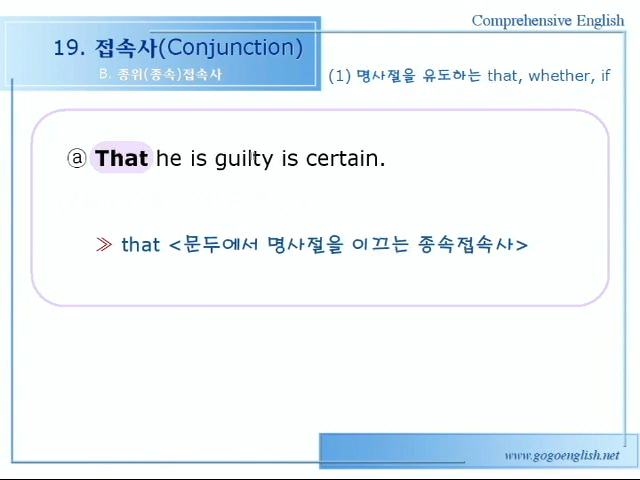 Comprehensive English
19. 접속사(Conjunction)
B. 종위(종속)접속사
(1) 명사절을 유도하는 that, whether, if
ⓐ That he is guilty is certain.
≫ that <문두에서 명사절을 이끄는 종속접속사>
www.gogoenglish.net